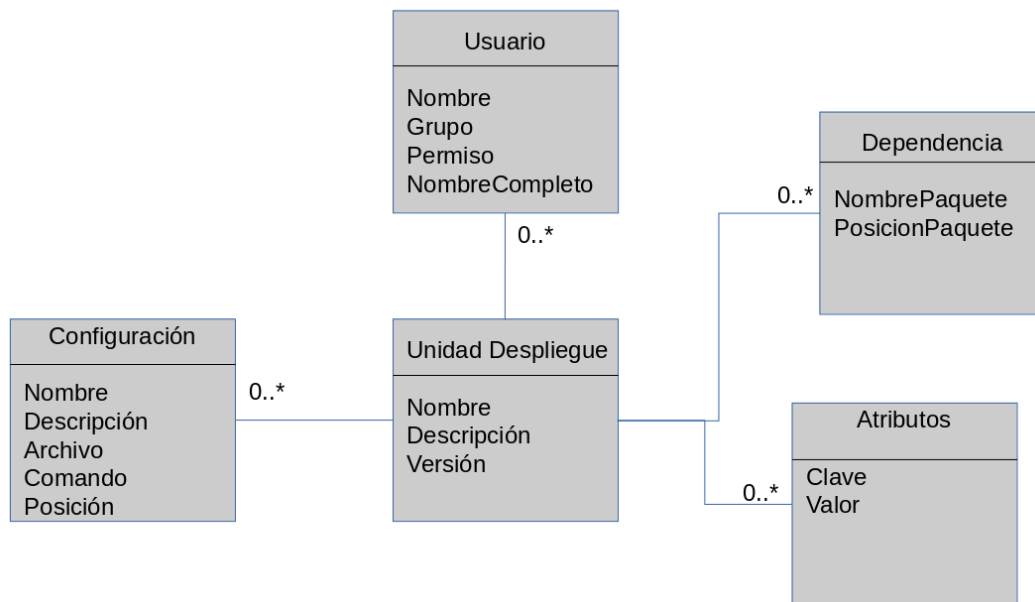 Usuario
Nombre
Grupo
Permiso
NombreCompleto
0..*
Dependencia
NombrePaquete
PosicionPaquete
0..*
Configuración
Nombre
Descripción
Archivo
Comando
Posición
0..*
Unidad Despliegue
Nombre
Descripción
Versión
Atributos
Clave
Valor
0..*